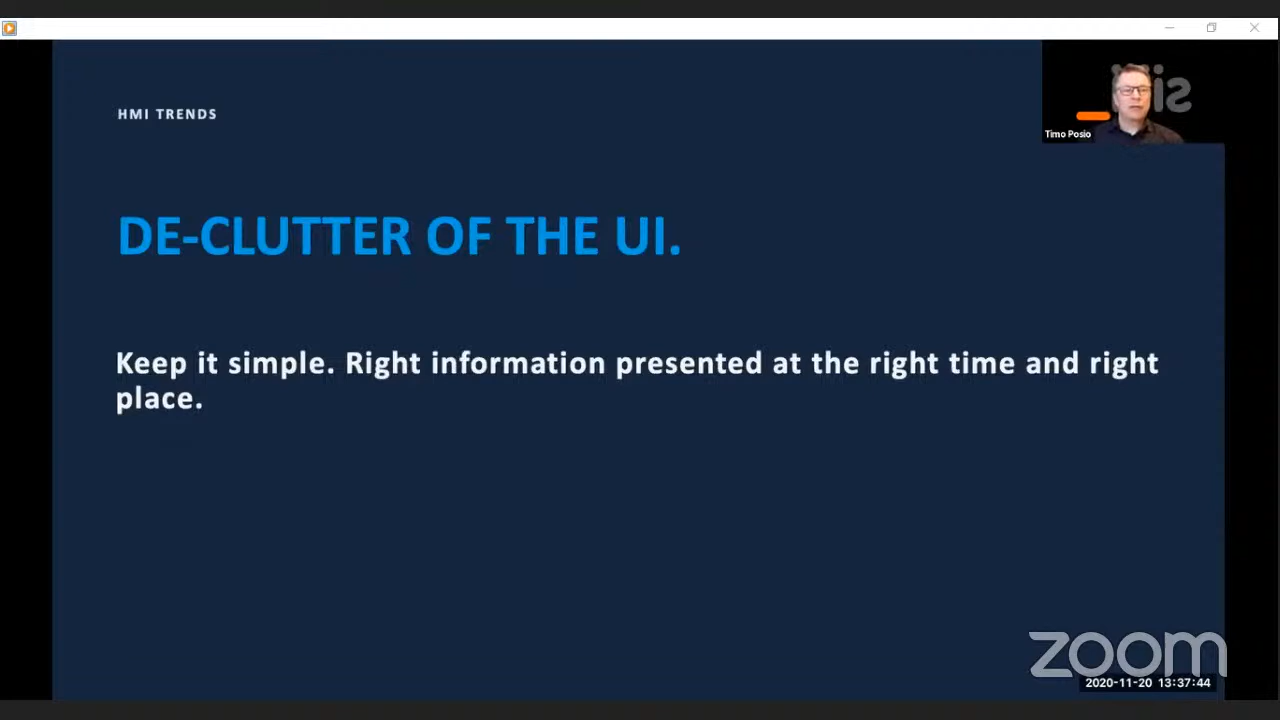 HMI TRENDS
Timo Posio
DE-CLUTTER OF THE UI.
Keep it simple. Right information presented at the right time and right
place.
zoom
2020-11-20 13:37:44